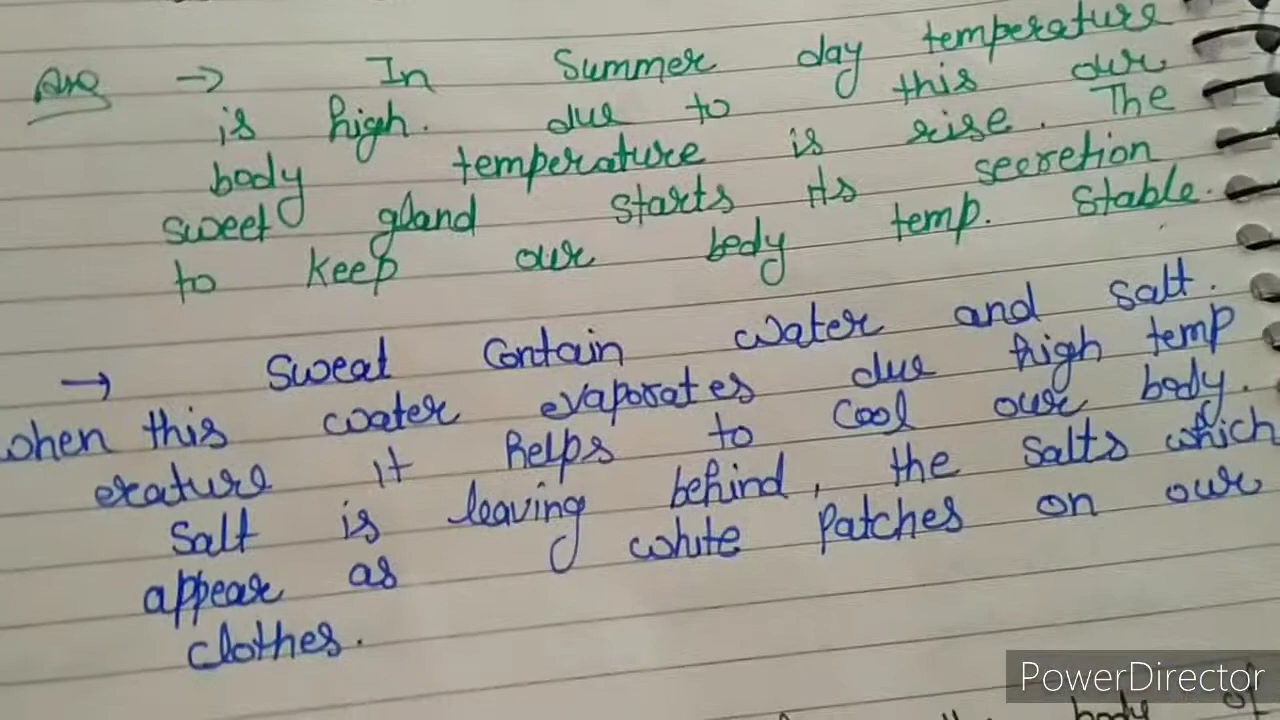 Ans → In Summer day temperature
is high. due to this our
body temperature is rise. The
sweet gland starts its secretion
to keep our body temp. stable.
→ Sweat contain water and salt.
when this water evaporates due high temp
erature it helps to cool our body.
Salt is leaving behind, the salts which
appear as white patches on our
clothes.
body of
PowerDirector